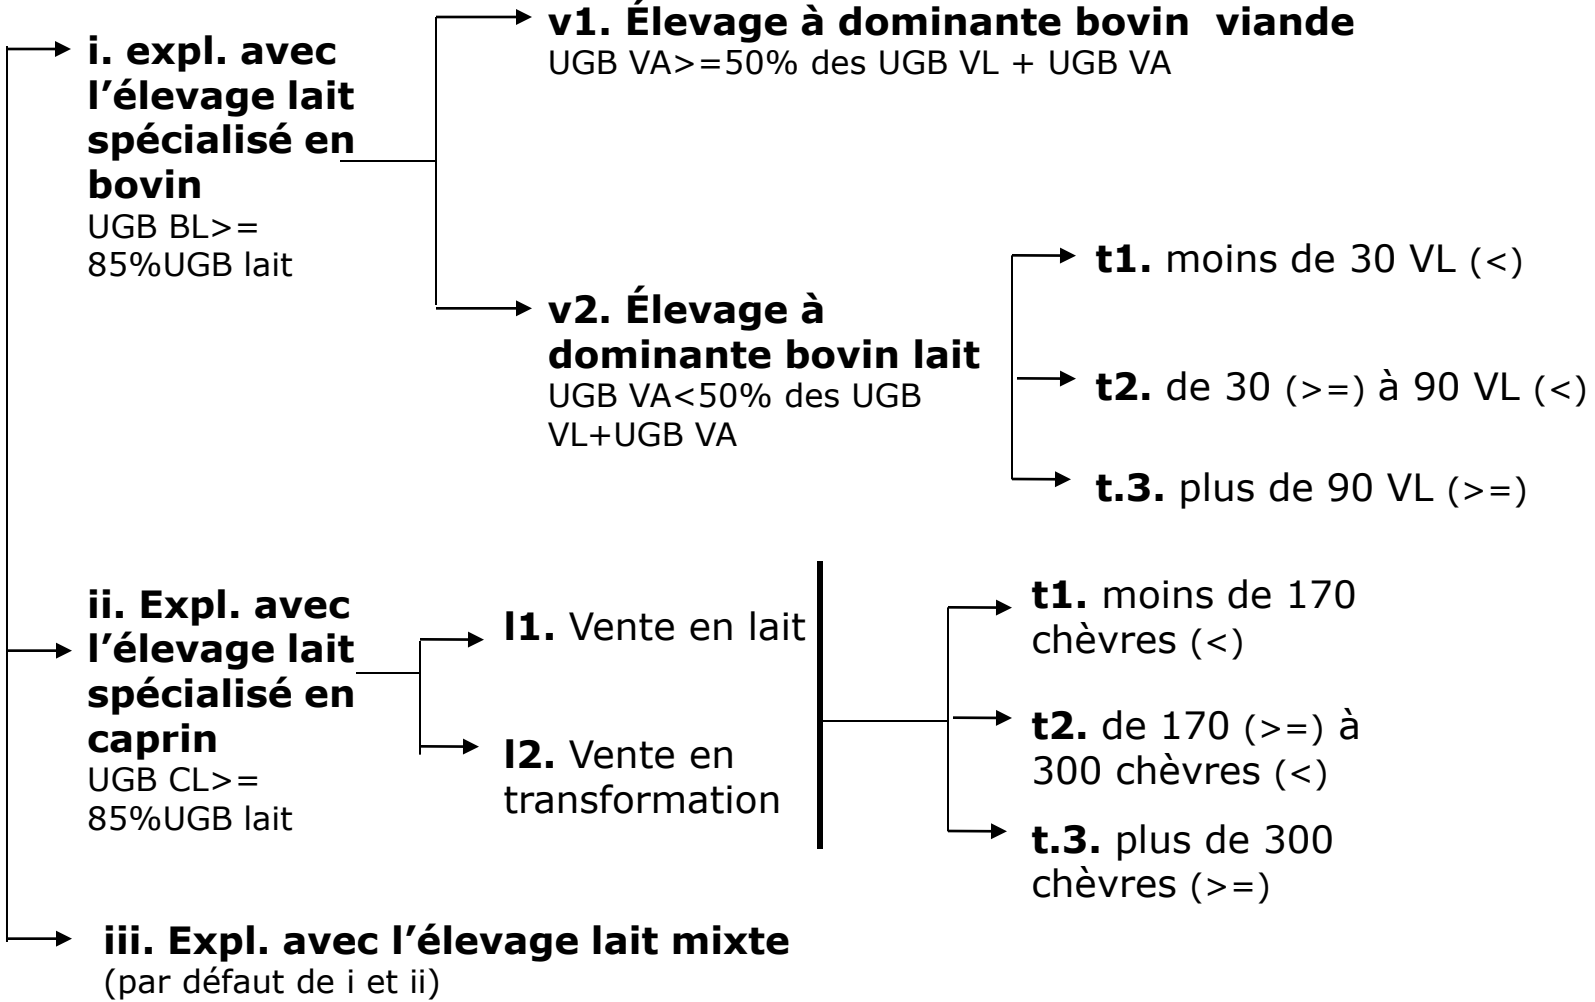 i. expl. avec
l’élevage lait
spécialisé en
bovin
UGB BL>=
85%UGB lait
v1. Élevage à dominante bovin  viande
UGB VA>=50% des UGB VL + UGB VA
v2. Élevage à
dominante bovin lait
UGB VA<50% des UGB
VL+UGB VA
t1. moins de 30 VL (<)
t2. de 30 (>=) à 90 VL (<)
t.3. plus de 90 VL (>=)
ii. Expl. avec
l’élevage lait
spécialisé en
caprin
UGB CL>=
85%UGB lait
l1. Vente en lait
l2. Vente en
transformation
t1. moins de 170
chèvres (<)
t2. de 170 (>=) à
300 chèvres (<)
t.3. plus de 300
chèvres (>=)
iii. Expl. avec l’élevage lait mixte
(par défaut de i et ii)